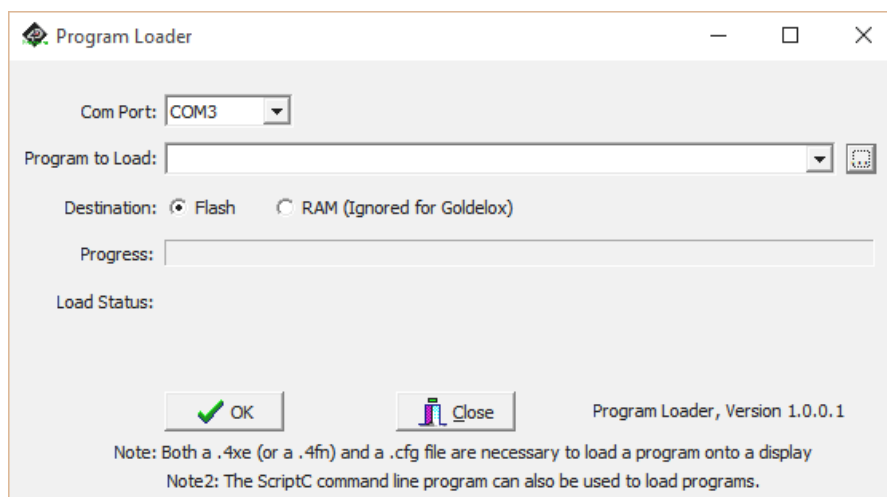 Program Loader
Com Port: COM3
Program to Load:
Destination: Flash RAM (Ignored for Goldelox)
Progress:
Load Status:
OK Close Program Loader, Version 1.0.0.1
Note: Both a .4xe (or a .4fn) and a .cfg file are necessary to load a program onto a display
Note2: The ScriptC command line program can also be used to load programs.